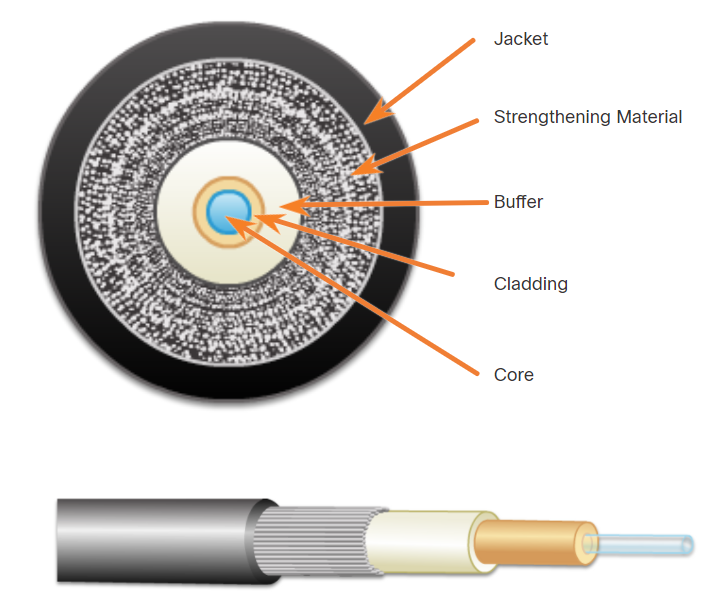 Jacket
Strengthening Material
Buffer
Cladding
Core